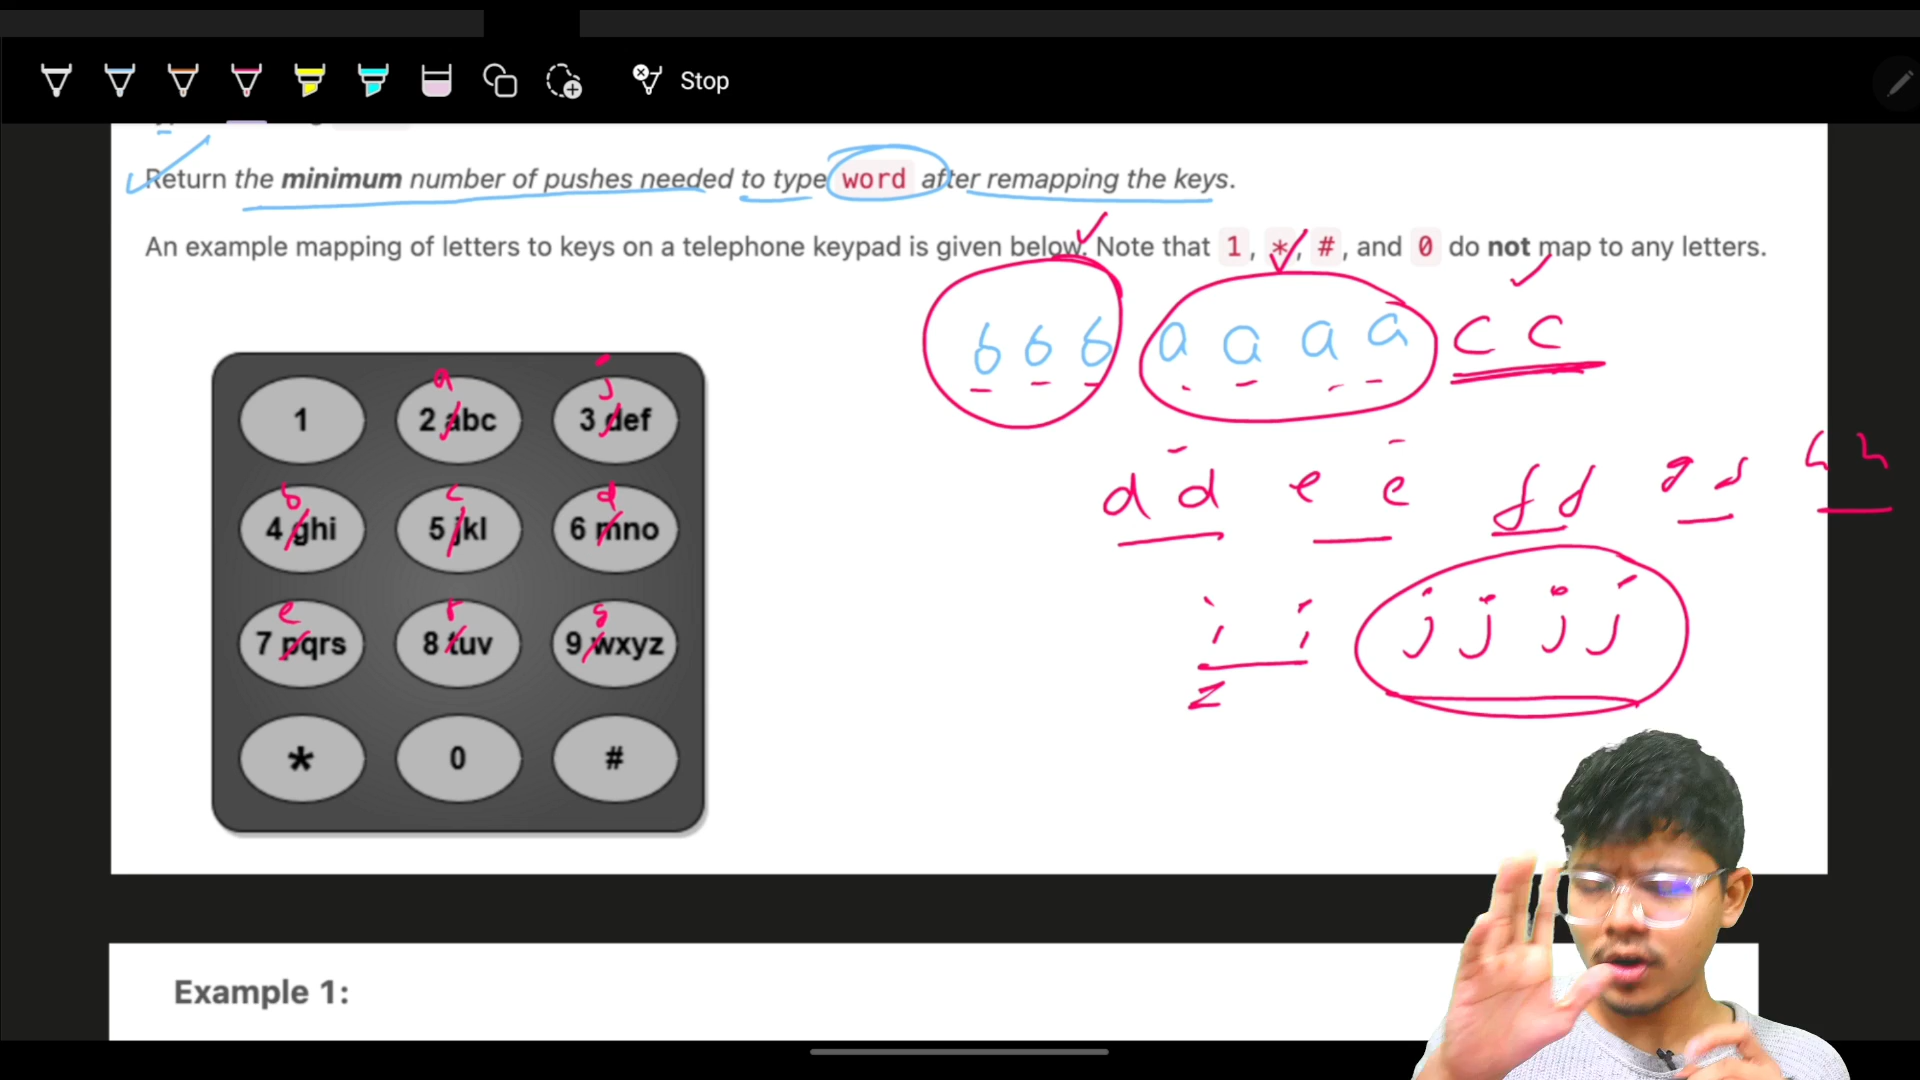 Stop
Return the minimum number of pushes needed to type word after remapping the keys.
An example mapping of letters to keys on a telephone keypad is given below. Note that 1, *, #, and 0 do not map to any letters.
b b b a a a a c c
a j
1 2 abc 3 def
d d e e f f g g h h
b c d
4 ghi 5 jkl 6 mno
i i j j j j
e f g
7 pqrs 8 tuv 9 wxyz
2
* 0 #
Example 1: